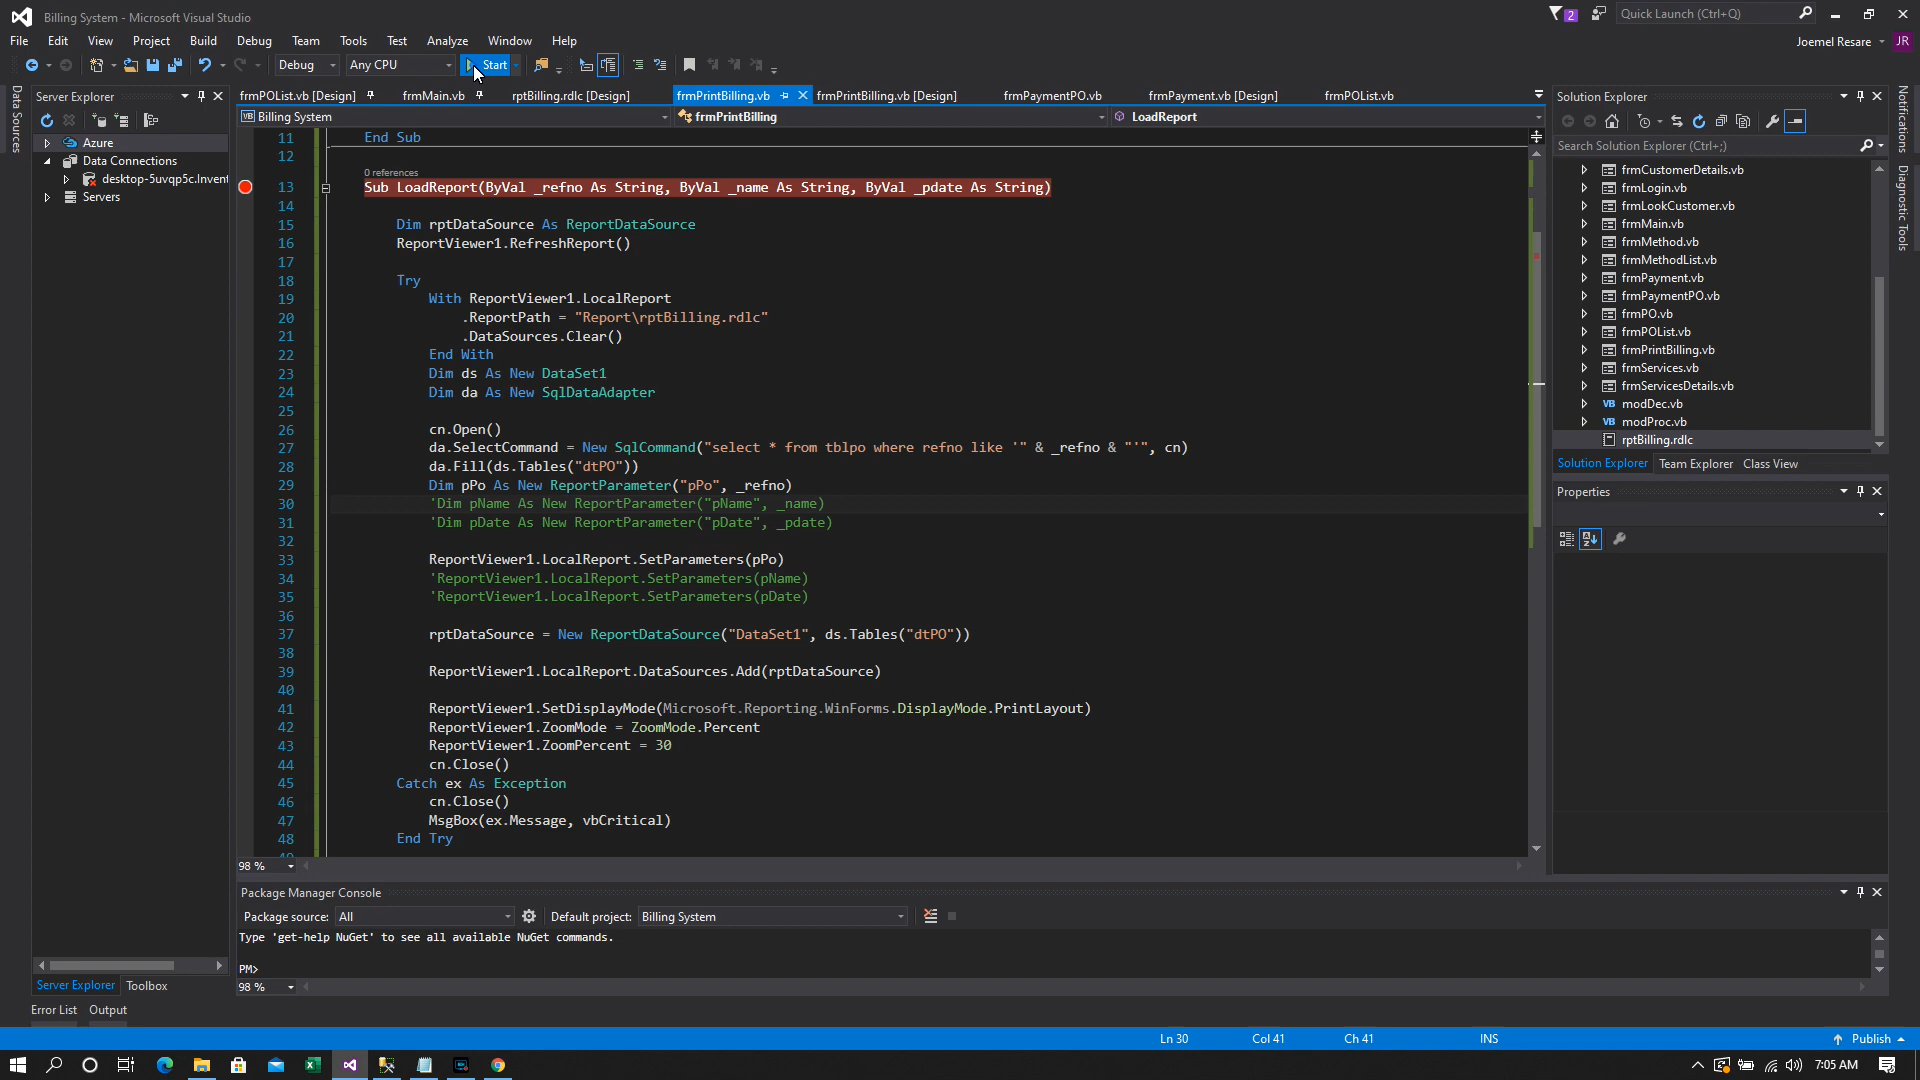 Billing System - Microsoft Visual Studio
2
Quick Launch (Ctrl+Q)
File Edit View Project Build Debug Team Tools Test Analyze Window Help
Joemel Resare JR
Debug Any CPU Start
Data Sources
Server Explorer
Azure
Data Connections
desktop-5uvqp5c.Invent
Servers
Server Explorer Toolbox
frmPOList.vb [Design] frmMain.vb rptBilling.rdlc [Design] frmPrintBilling.vb frmPrintBilling.vb [Design] frmPaymentPO.vb frmPayment.vb [Design] frmPOList.vb
VB Billing System frmPrintBilling LoadReport
11 End Sub
12
0 references
13 Sub LoadReport(ByVal _refno As String, ByVal _name As String, ByVal _pdate As String)
14
15 Dim rptDataSource As ReportDataSource
16 ReportViewer1.RefreshReport()
17
18 Try
19 With ReportViewer1.LocalReport
20 .ReportPath = "Report\rptBilling.rdlc"
21 .DataSources.Clear()
22 End With
23 Dim ds As New DataSet1
24 Dim da As New SqlDataAdapter
25
26 cn.Open()
27 da.SelectCommand = New SqlCommand("select * from tblpo where refno like '" & _refno & "'", cn)
28 da.Fill(ds.Tables("dtPO"))
29 Dim pPo As New ReportParameter("pPo", _refno)
30 'Dim pName As New ReportParameter("pName", _name)
31 'Dim pDate As New ReportParameter("pDate", _pdate)
32
33 ReportViewer1.LocalReport.SetParameters(pPo)
34 'ReportViewer1.LocalReport.SetParameters(pName)
35 'ReportViewer1.LocalReport.SetParameters(pDate)
36
37 rptDataSource = New ReportDataSource("DataSet1", ds.Tables("dtPO"))
38
39 ReportViewer1.LocalReport.DataSources.Add(rptDataSource)
40
41 ReportViewer1.SetDisplayMode(Microsoft.Reporting.WinForms.DisplayMode.PrintLayout)
42 ReportViewer1.ZoomMode = ZoomMode.Percent
43 ReportViewer1.ZoomPercent = 30
44 cn.Close()
45 Catch ex As Exception
46 cn.Close()
47 MsgBox(ex.Message, vbCritical)
48 End Try
98 %
Package Manager Console
Package source: All Default project: Billing System
Type 'get-help NuGet' to see all available NuGet commands.
PM>
98 %
Solution Explorer
Search Solution Explorer (Ctrl+;)
frmCustomerDetails.vb
frmLogin.vb
frmLookCustomer.vb
frmMain.vb
frmMethod.vb
frmMethodList.vb
frmPayment.vb
frmPaymentPO.vb
frmPO.vb
frmPOList.vb
frmPrintBilling.vb
frmServices.vb
frmServicesDetails.vb
VB modDec.vb
VB modProc.vb
rptBilling.rdlc
Solution Explorer Team Explorer Class View
Properties
Notifications
Diagnostic Tools
Error List Output
Ln 30 Col 41 Ch 41 INS Publish
7:05 AM